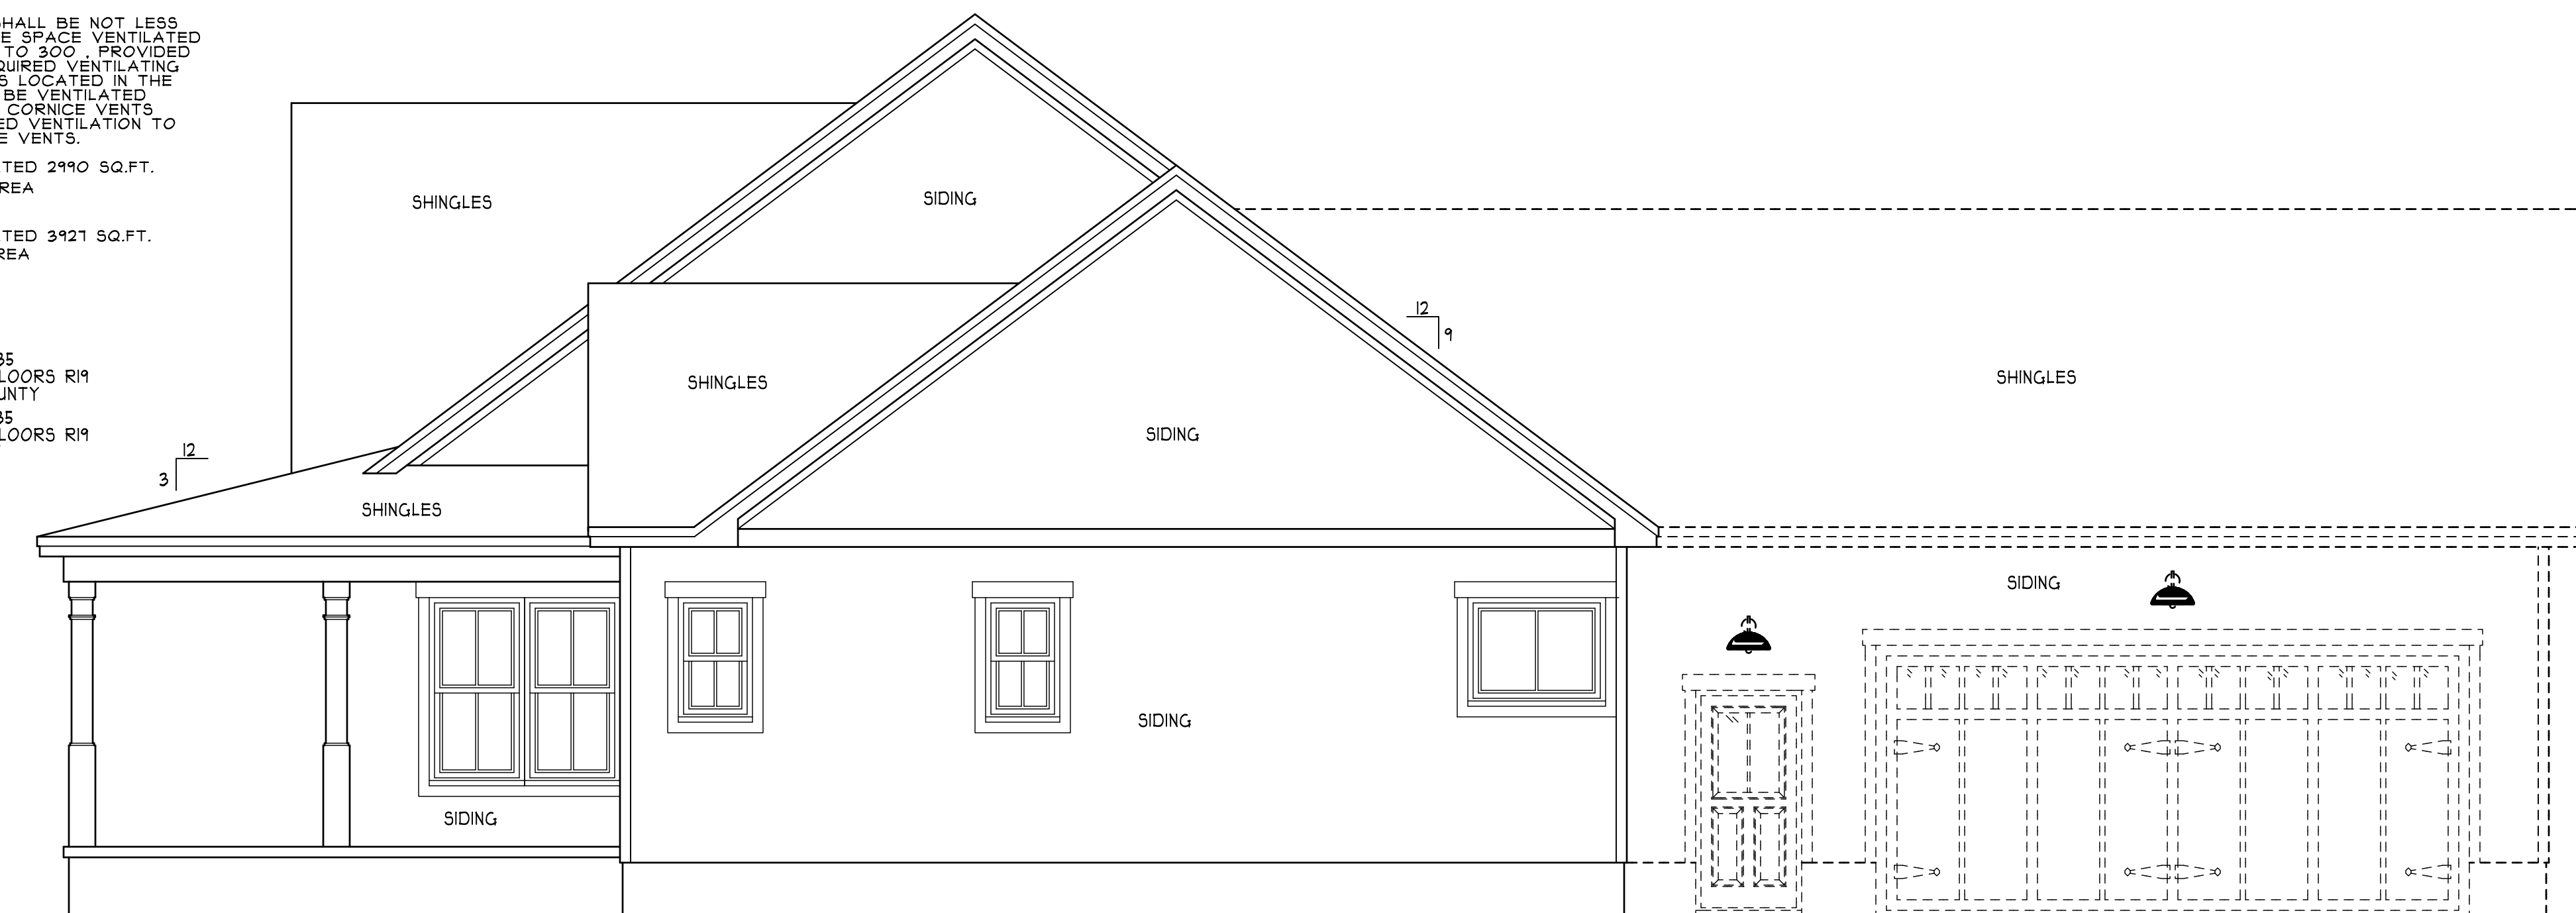 SHALL BE NOT LESS
E SPACE VENTILATED
TO 300 , PROVIDED
QUIRED VENTILATING
S LOCATED IN THE
BE VENTILATED
CORNICE VENTS
ED VENTILATION TO
E VENTS.
TED 2990 SQ.FT.
REA
TED 3927 SQ.FT.
REA
35
LOORS R19
UNTY
35
LOORS R19
12
3
SHINGLES
SIDING
SHINGLES
SIDING
12
9
SHINGLES
SHINGLES
SIDING
SIDING
SIDING